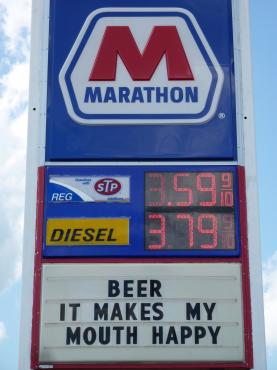 M
MARATHON
®
STP
REG
3.59 9/10
DIESEL
3.79 9/10
BEER
IT MAKES MY
MOUTH HAPPY